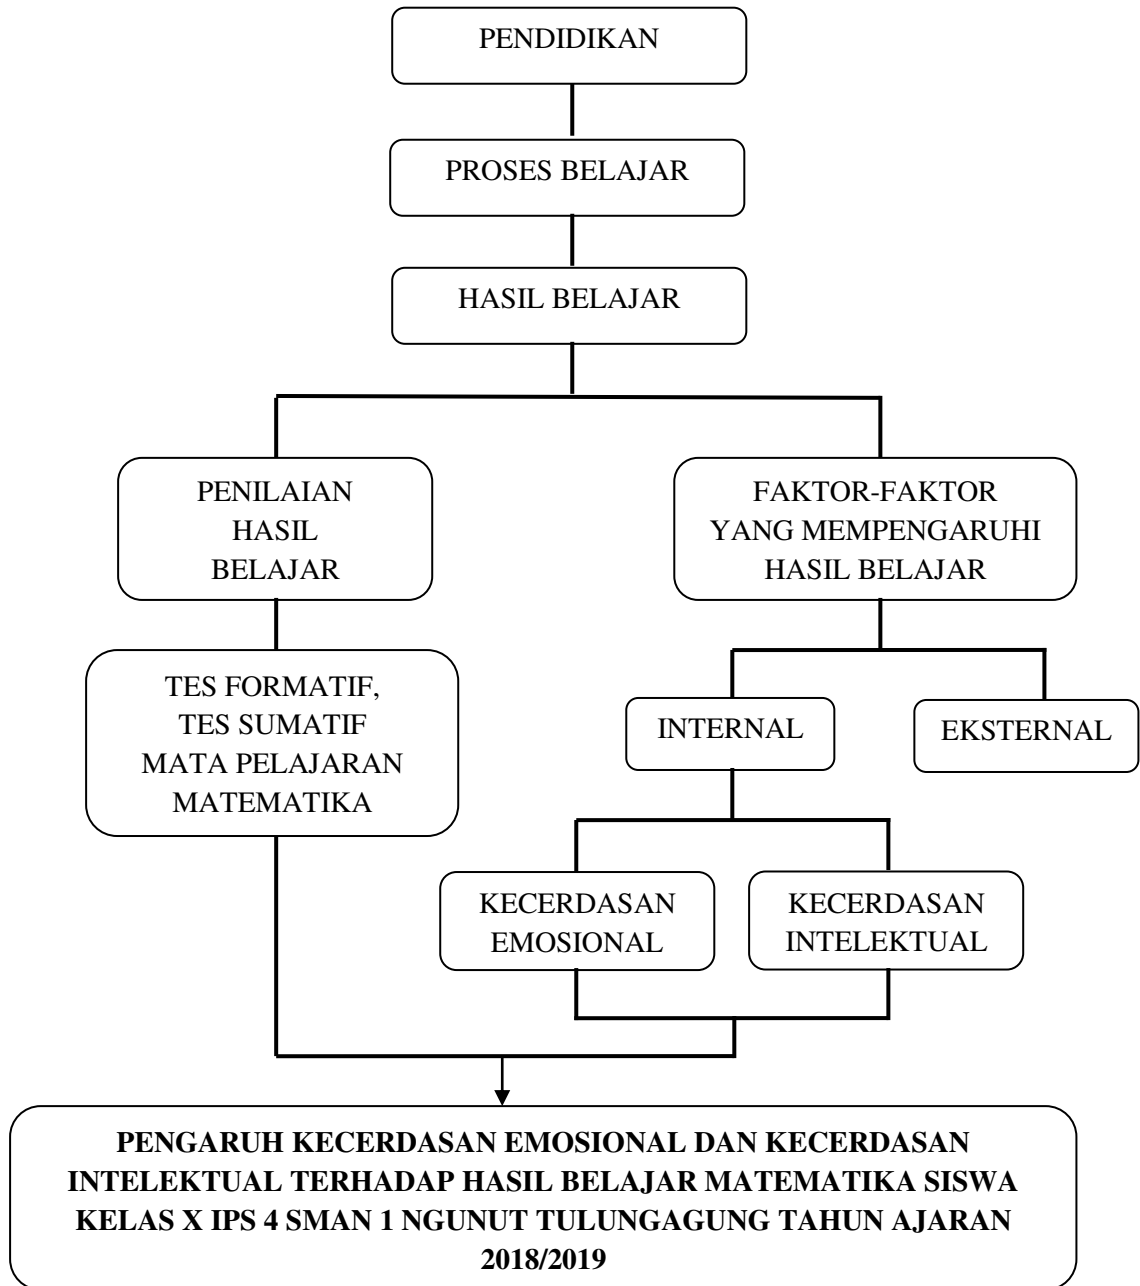 PENDIDIKAN
PROSES BELAJAR
HASIL BELAJAR
PENILAIAN
HASIL
BELAJAR
FAKTOR-FAKTOR
YANG MEMPENGARUHI
HASIL BELAJAR
TES FORMATIF,
TES SUMATIF
MATA PELAJARAN
MATEMATIKA
INTERNAL
EKSTERNAL
KECERDASAN
EMOSIONAL
KECERDASAN
INTELEKTUAL
PENGARUH KECERDASAN EMOSIONAL DAN KECERDASAN
INTELEKTUAL TERHADAP HASIL BELAJAR MATEMATIKA SISWA
KELAS X IPS 4 SMAN 1 NGUNUT TULUNGAGUNG TAHUN AJARAN
2018/2019